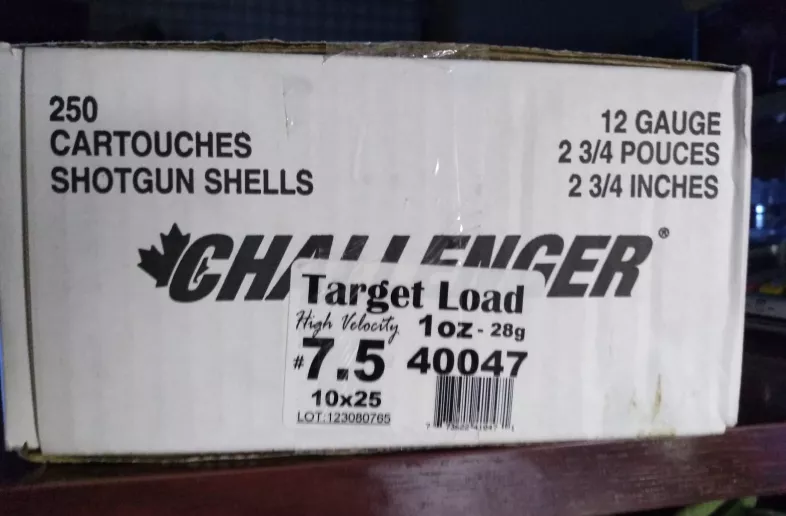 250
CARTOUCHES
SHOTGUN SHELLS
12 GAUGE
2 3/4 POUCES
2 3/4 INCHES
CHALLENGER®
Target Load
High Velocity 1oz - 28g
#7.5 40047
10x25
LOT:123080765